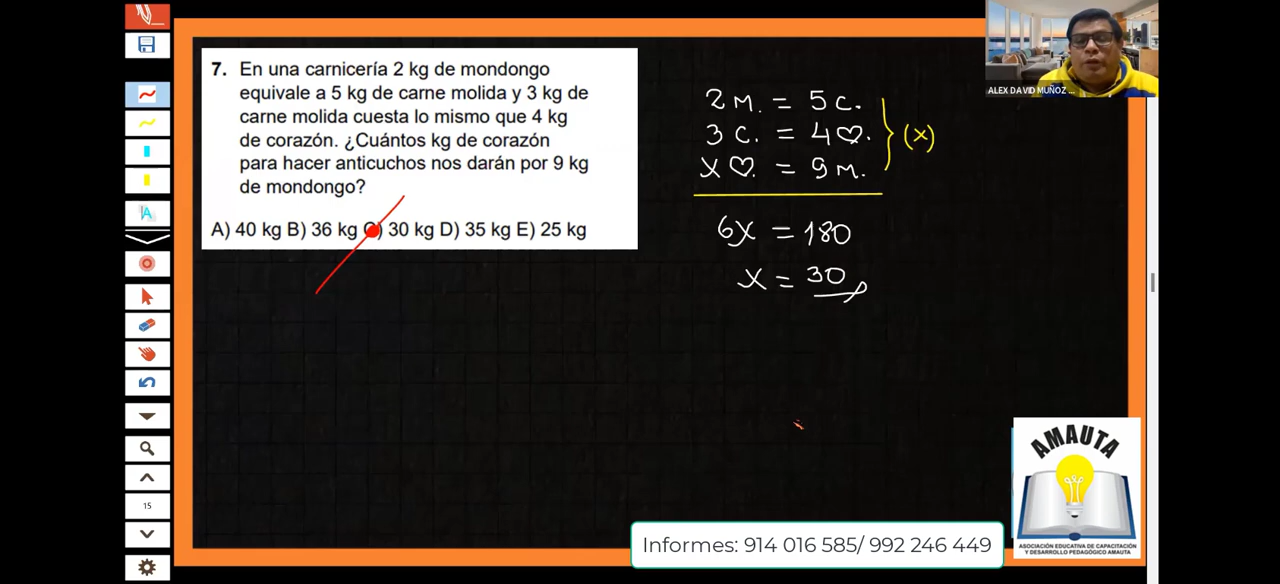 7. En una carnicería 2 kg de mondongo
equivale a 5 kg de carne molida y 3 kg de
carne molida cuesta lo mismo que 4 kg
de corazón. ¿Cuántos kg de corazón
para hacer anticuchos nos darán por 9 kg
de mondongo?
A) 40 kg B) 36 kg C) 30 kg D) 35 kg E) 25 kg
2 M. = 5 C.
3 C. = 4 ♡.
X ♡. = 9 M.
(x)
6X = 180
X = 30
ALEX DAVID MUÑOZ ...
A
15
AMAUTA
ASOCIACIÓN EDUCATIVA DE CAPACITACIÓN
Y DESARROLLO PEDAGÓGICO AMAUTA
Informes: 914 016 585/ 992 246 449